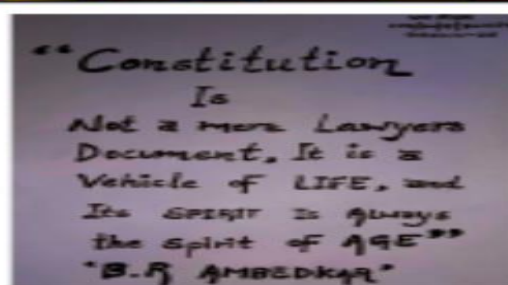 “Constitution
Is
Not a mere Lawyers
Document, It is a
Vehicle of LIFE, and
Its SPIRIT Is Always
the spirit of AGE”
"B.R AMBEDKAR"